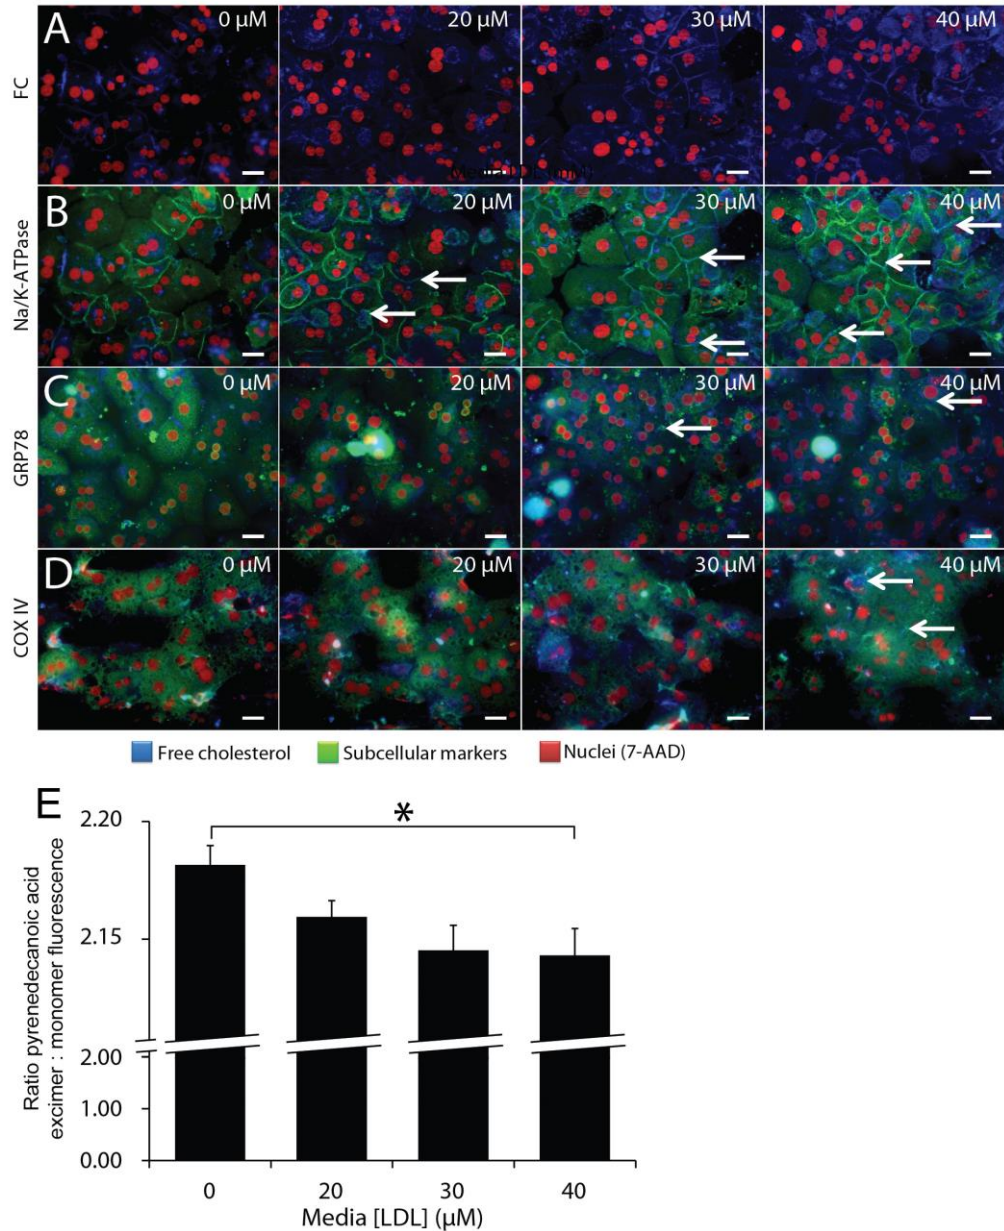 A
FC
0 µM
20 µM
30 µM
40 µM
B
Na/K-ATPase
0 µM
20 µM
30 µM
40 µM
C
GRP78
0 µM
20 µM
30 µM
40 µM
D
COX IV
0 µM
20 µM
30 µM
40 µM
Free cholesterol
Subcellular markers
Nuclei (7-AAD)
E
*
Ratio pyrenedecanoic acid
excimer : monomer fluorescence
2.20
2.15
2.00
1.00
0.00
0
20
30
40
Media [LDL] (µM)